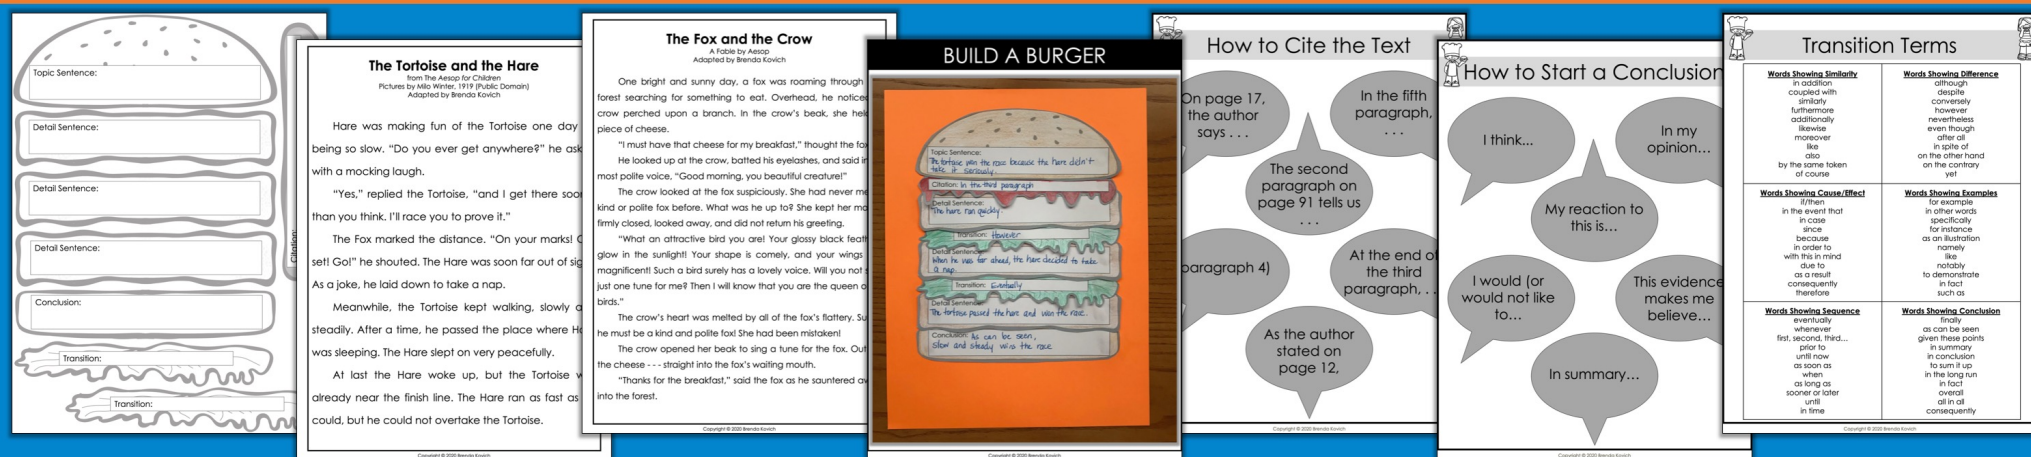 Topic Sentence:
Detail Sentence:
Detail Sentence:
Detail Sentence:
Conclusion:
Transition:
Transition:
Citation:
The Tortoise and the Hare
from The Aesop for Children
Pictures by Milo Winter, 1919 (Public Domain)
Adapted by Brenda Kovich
Hare was making fun of the Tortoise one day
being so slow. "Do you ever get anywhere?" he
with a mocking laugh.
"Yes," replied the Tortoise, "and I get there
than you think. I'll race you to prove it."
The Fox marked the distance. "On your marks!
set! Go!" he shouted. The Hare was soon far out of
As a joke, he laid down to take a nap.
Meanwhile, the Tortoise kept walking, slowly
steadily. After a time, he passed the place where
was sleeping. The Hare slept on very peacefully.
At last the Hare woke up, but the Tortoise
already near the finish line. The Hare ran as fast as
could, but he could not overtake the Tortoise.
Copyright © 2020 Brenda Kovich
The Fox and the Crow
A Fable by Aesop
Adapted by Brenda Kovich
One bright and sunny day, a fox was roaming through
forest searching for something to eat. Overhead, he
crow perched upon a branch. In the crow's beak, she
piece of cheese.
"I must have that cheese for my breakfast," thought the
He looked up at the crow, batted his eyelashes, and said
most polite voice, "Good morning, you beautiful creature!"
The crow looked at the fox suspiciously. She had never
kind or polite fox before. What was he up to? She kept her
firmly closed, looked away, and did not return his greeting.
"What an attractive bird you are! Your glossy black
glow in the sunlight! Your shape is comely, and your wings
magnificent! Such a bird surely has a lovely voice. Will you not
just one tune for me? Then I will know that you are the queen
birds."
The crow's heart was melted by all of the fox's flattery.
he must be a kind and polite fox! She had been mistaken!
The crow opened her beak to sing a tune for the fox. Out
the cheese - - - straight into the fox's waiting mouth.
"Thanks for the breakfast," said the fox as he sauntered
into the forest.
Copyright © 2020 Brenda Kovich
BUILD A BURGER
Topic Sentence:
The tortoise won the race because the hare didn't
take it seriously.
Citation: In the third paragraph
Detail Sentence:
The hare ran quickly.
Transition: However
Detail Sentence:
When he was far ahead, the hare decided to take
a nap.
Transition: Eventually
Detail Sentence:
The tortoise passed the hare and won the race.
Conclusion: As can be seen,
slow and steady wins the race
Copyright © 2020 Brenda Kovich
How to Cite the Text
On page 17,
the author
says . . .
In the fifth
paragraph,
. . .
The second
paragraph on
page 91 tells us
. . .
paragraph 4)
At the end of
the third
paragraph, . .
As the author
stated on
page 12,
Copyright © 2020 Brenda Kovich
How to Start a Conclusion
I think...
In my
opinion...
My reaction to
this is...
I would (or
would not like
to...
This evidence
makes me
believe...
In summary...
Copyright © 2020 Brenda Kovich
Transition Terms
Words Showing Similarity
in addition
coupled with
similarly
furthermore
additionally
likewise
moreover
like
also
by the same token
of course
Words Showing Difference
although
despite
conversely
however
nevertheless
even though
after all
in spite of
on the other hand
on the contrary
yet
Words Showing Cause/Effect
if/then
in the event that
in case
since
because
in order to
with this in mind
due to
as a result
consequently
therefore
Words Showing Examples
for example
in other words
specifically
for instance
as an illustration
namely
like
notably
to demonstrate
in fact
such as
Words Showing Sequence
eventually
whenever
first, second, third...
prior to
until now
as soon as
when
as long as
sooner or later
until
in time
Words Showing Conclusion
finally
as can be seen
given these points
in summary
in conclusion
to sum it up
in the long run
in fact
overall
all in all
consequently
Copyright © 2020 Brenda Kovich